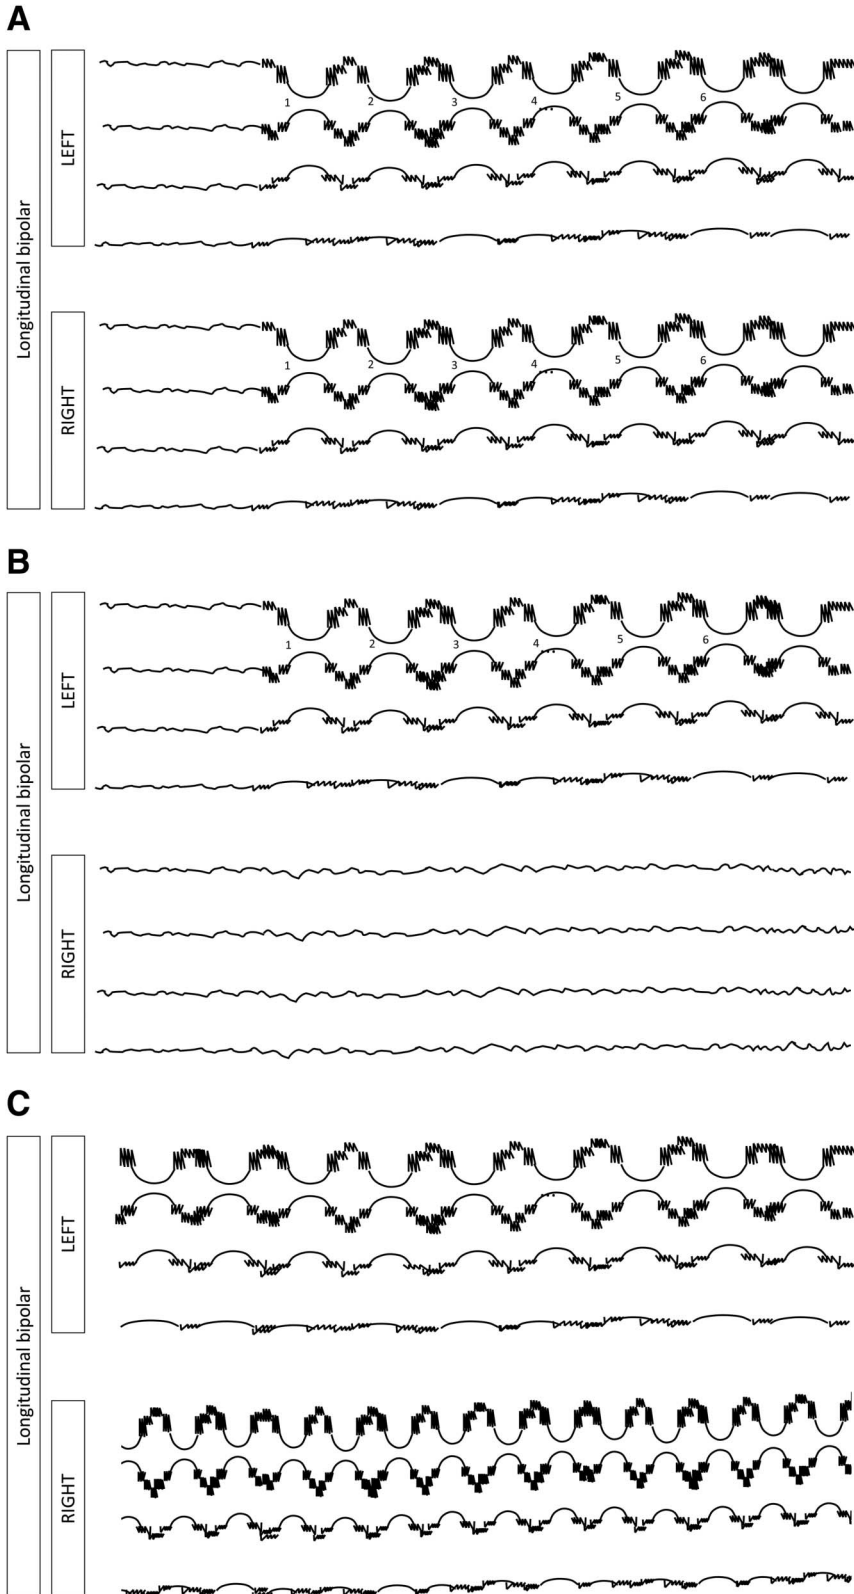 A
Longitudinal bipolar
LEFT
1 2 3 4 5 6
RIGHT
1 2 3 4 5 6
B
Longitudinal bipolar
LEFT
1 2 3 4 5 6
RIGHT
C
Longitudinal bipolar
LEFT
RIGHT